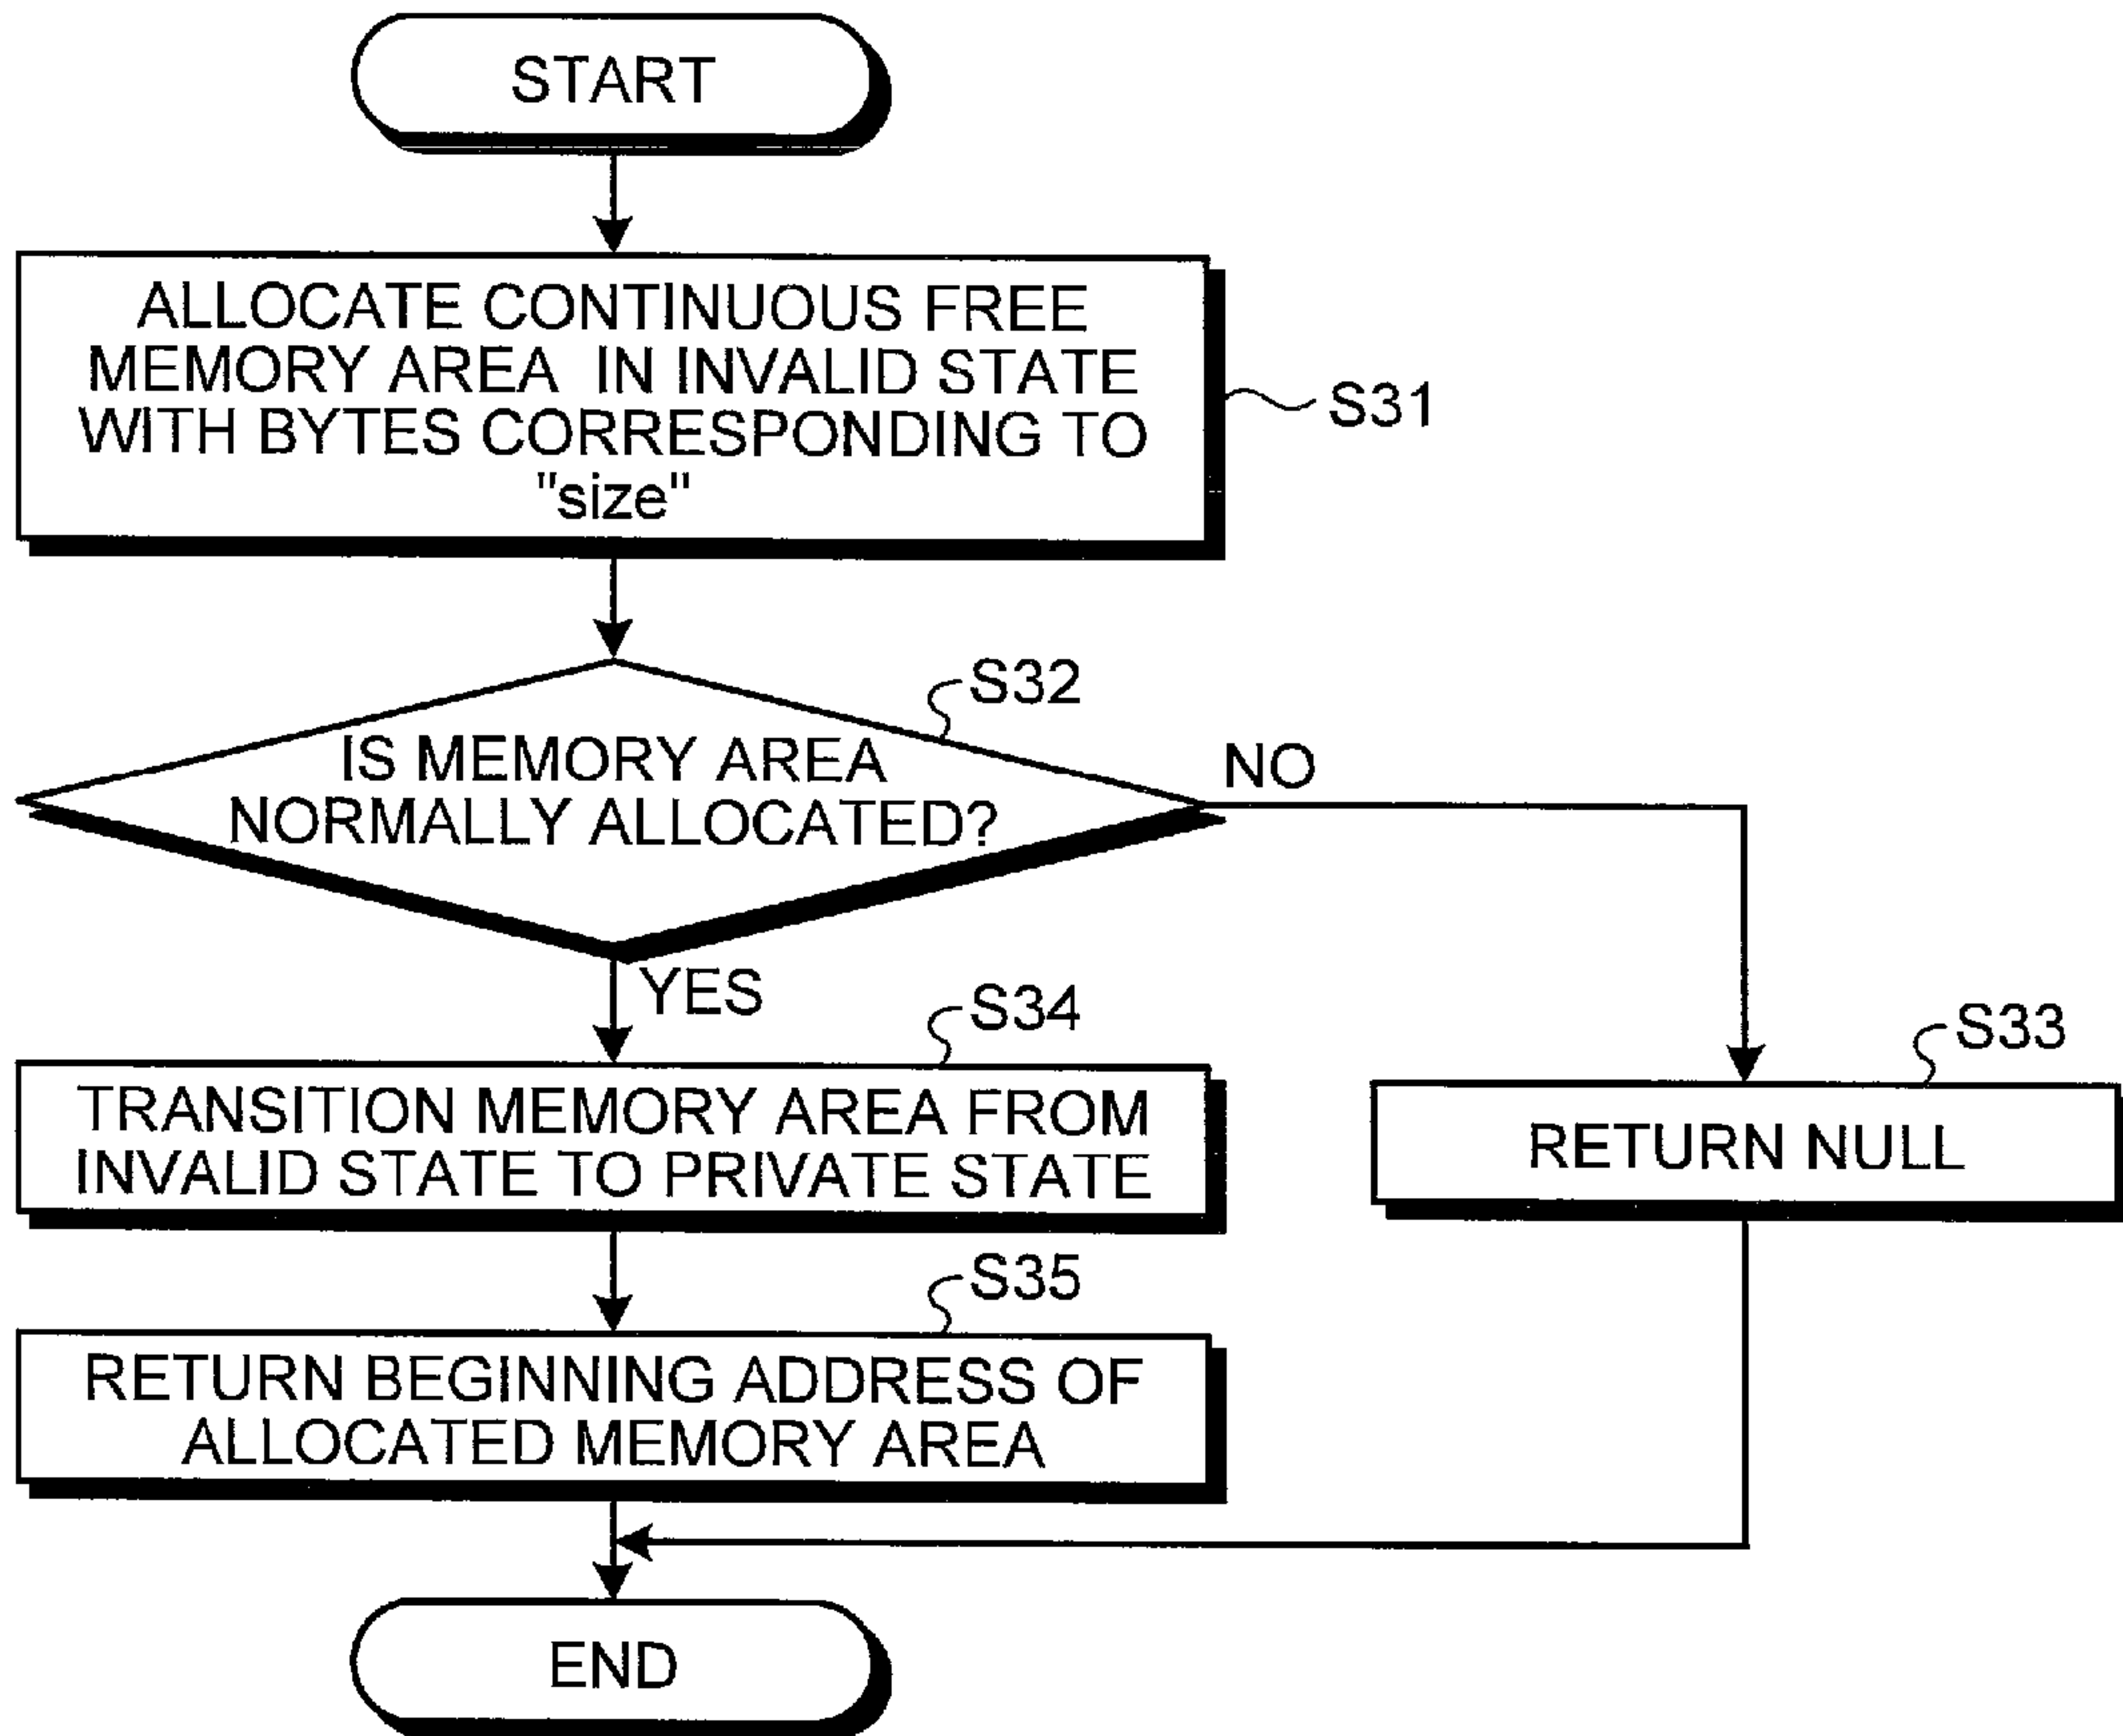 START
ALLOCATE CONTINUOUS FREE
MEMORY AREA IN INVALID STATE
WITH BYTES CORRESPONDING TO
"size"
S31
S32
IS MEMORY AREA
NORMALLY ALLOCATED?
NO
YES
S34
TRANSITION MEMORY AREA FROM
INVALID STATE TO PRIVATE STATE
S33
RETURN NULL
S35
RETURN BEGINNING ADDRESS OF
ALLOCATED MEMORY AREA
END